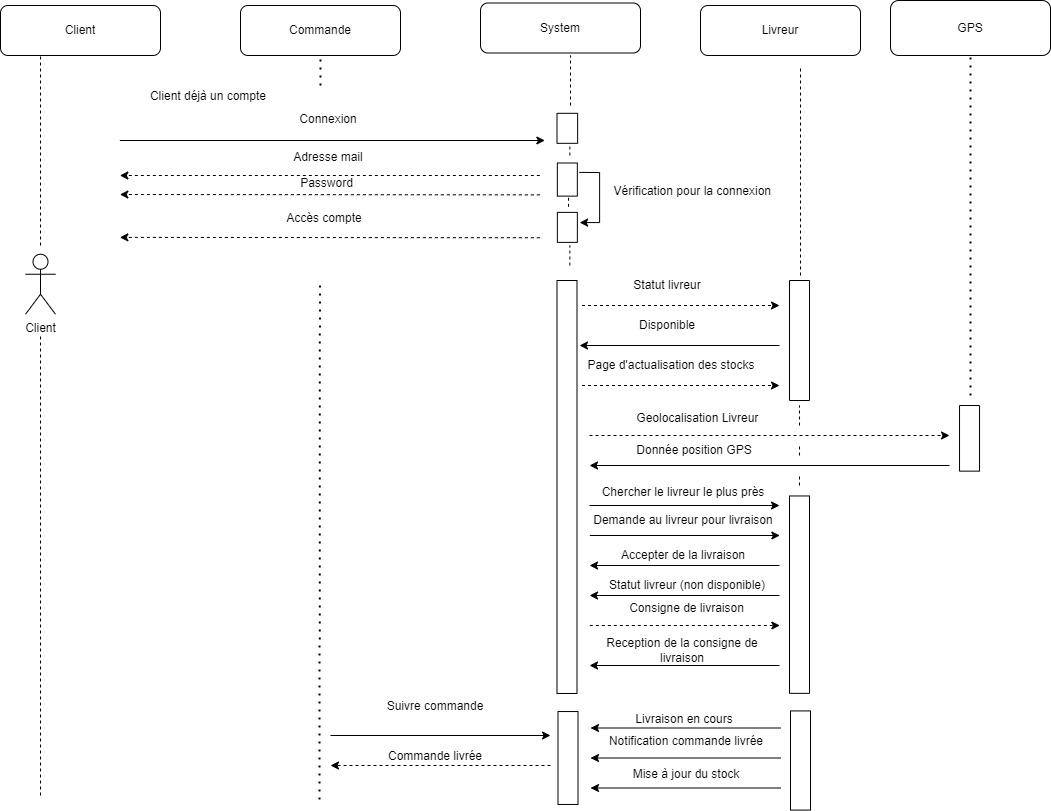 Client
Commande
System
Livreur
GPS
Client déjà un compte
Connexion
Adresse mail
Password
Vérification pour la connexion
Accès compte
Client
Statut livreur
Disponible
Page d'actualisation des stocks
Geolocalisation Livreur
Donnée position GPS
Chercher le livreur le plus près
Demande au livreur pour livraison
Accepter de la livraison
Statut livreur (non disponible)
Consigne de livraison
Reception de la consigne de
livraison
Suivre commande
Livraison en cours
Notification commande livrée
Commande livrée
Mise à jour du stock